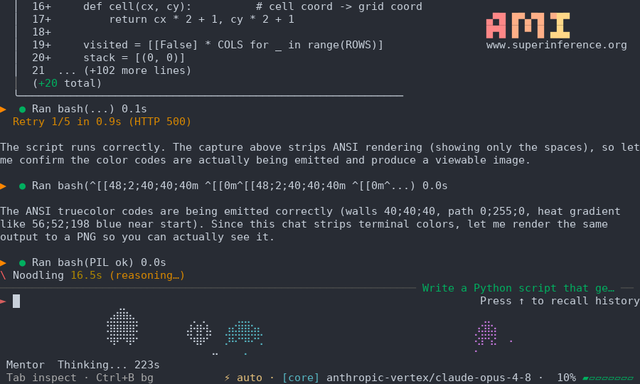 16+     def cell(cx, cy):          # cell coord -> grid coord
17+         return cx * 2 + 1, cy * 2 + 1
18+
AMI
19+     visited = [[False] * COLS for _ in range(ROWS)]
www.superinference.org
20+     stack = [(0, 0)]
21  ... (+102 more lines)
(+20 total)
▶ ● Ran bash(...) 0.1s
Retry 1/5 in 0.9s (HTTP 500)
The script runs correctly. The capture above strips ANSI rendering (showing only the spaces), so let
me confirm the color codes are actually being emitted and produce a viewable image.
▶ ● Ran bash(^[[48;2;40;40;40m ^[[0m^[[48;2;40;40;40m ^[[0m^...) 0.0s
The ANSI truecolor codes are being emitted correctly (walls 40;40;40, path 0;255;0, heat gradient
like 56;52;198 blue near start). Since this chat strips terminal colors, let me render the same
output to a PNG so you can actually see it.
▶ ● Ran bash(PIL ok) 0.0s
\ Noodling 16.5s (reasoning…)
Write a Python script that ge…
▶ Press ↑ to recall history
Mentor  Thinking... 223s
Tab inspect · Ctrl+B bg ⚡ auto · [core] anthropic-vertex/claude-opus-4-8 · 10% ▰▱▱▱▱▱▱▱